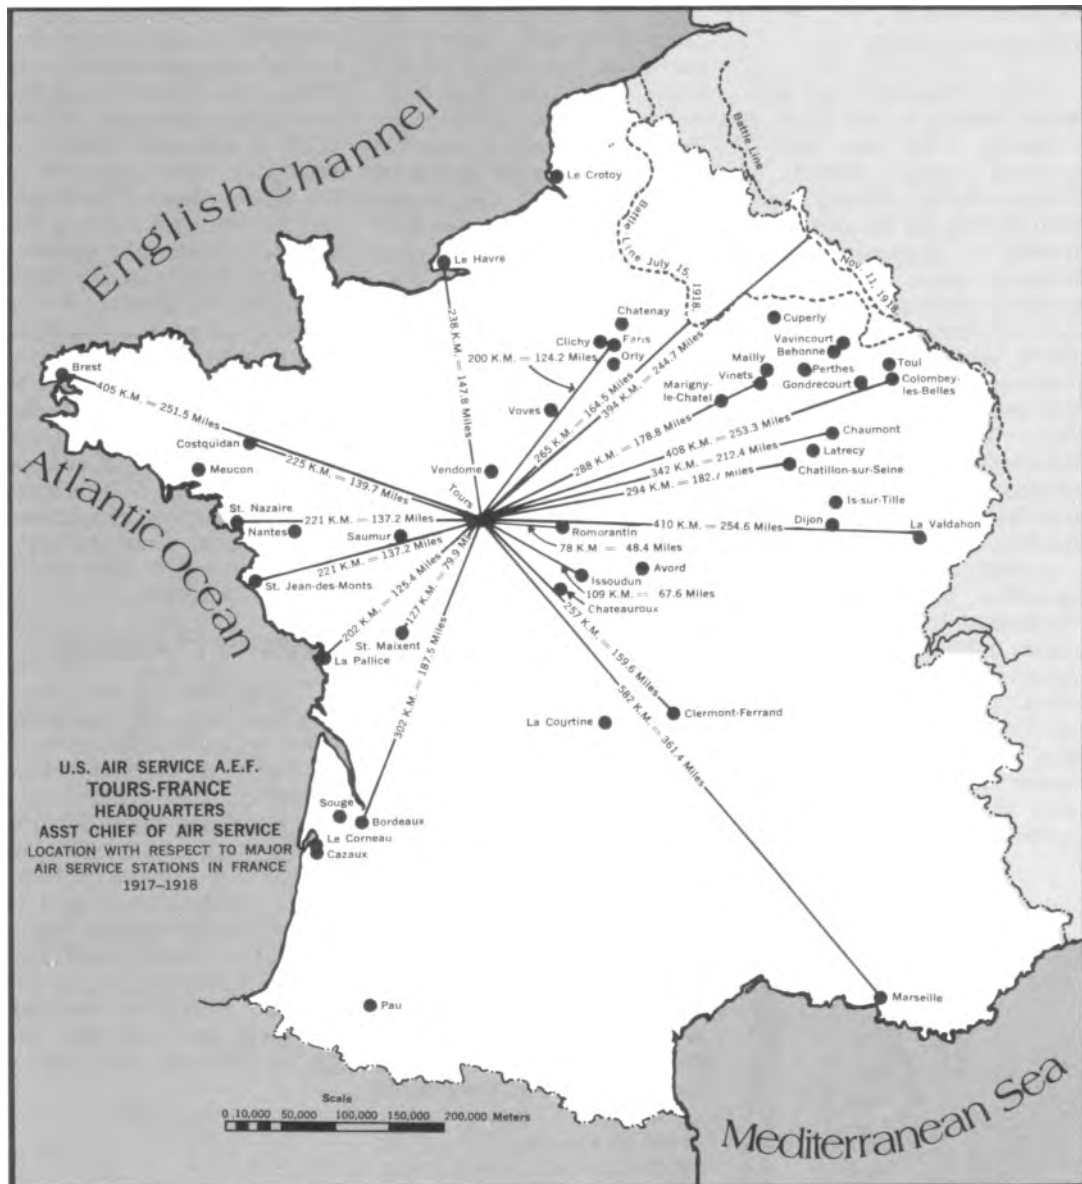 English Channel
Battle Line
Le Crotoy
Battle Line July 15, 1918.
Nov. 11, 1918.
Le Havre
238 K.M. = 147.8 Miles
Chatenay
Clichy
Paris
Orly
200 K.M. = 124.2 Miles
Cuperly
Vavincourt
Behonne
Mailly
Vinets
Perthes
Toul
Marigny-
le-Chatel
Gondrecourt
Colombey-
les-Belles
Brest
405 K.M. = 251.5 Miles
Voves
265 K.M. = 164.5 Miles
394 K.M. = 244.7 Miles
288 K.M. = 178.8 Miles
408 K.M. = 253.3 Miles
342 K.M. = 212.4 Miles
294 K.M. = 182.7 Miles
Chaumont
Latrecy
Chatillon-sur-Seine
Costquidan
Meucon
225 K.M. = 139.7 Miles
Vendome
Tours
Is-sur-Tille
Atlantic Ocean
St. Nazaire
221 K.M. = 137.2 Miles
Nantes
Saumur
Romorantin
410 K.M. = 254.6 Miles
Dijon
La Valdahon
78 K.M = 48.4 Miles
221 K.M. = 137.2 Miles
St. Jean-des-Monts
Issoudun
Avord
109 K.M. = 67.6 Miles
Chateauroux
202 K.M. = 125.4 Miles
127 K.M. = 79.9 M
St. Maixent
La Pallice
302 K.M. = 187.5 Miles
257 K.M. = 159.6 Miles
582 K.M. = 361.4 Miles
La Courtine
Clermont-Ferrand
U.S. AIR SERVICE A.E.F.
TOURS-FRANCE
HEADQUARTERS
ASST CHIEF OF AIR SERVICE
LOCATION WITH RESPECT TO MAJOR
AIR SERVICE STATIONS IN FRANCE
1917–1918
Souge
Bordeaux
Le Corneau
Cazaux
Pau
Marseille
Scale
0 10,000 50,000 100,000 150,000 200,000 Meters
Mediterranean Sea